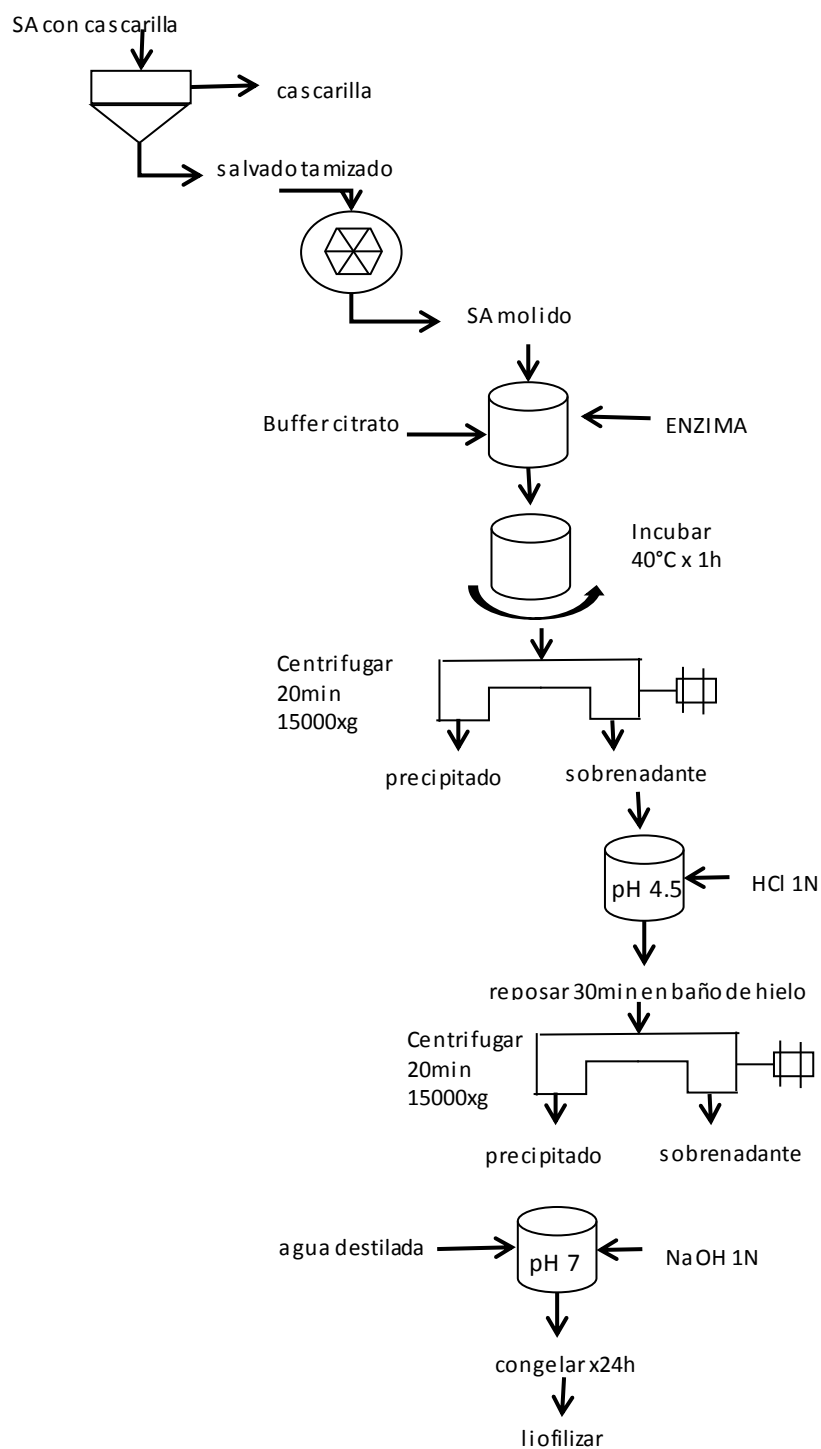 SA con cascarilla
cascarilla
salvado tamizado
SA molido
Buffer citrato
ENZIMA
Incubar
40°C x 1h
Centrifugar
20min
15000xg
precipitado
sobrenadante
pH 4.5
HCl 1N
reposar 30min en baño de hielo
Centrifugar
20min
15000xg
precipitado
sobrenadante
agua destilada
pH 7
NaOH 1N
congelar x24h
liofilizar